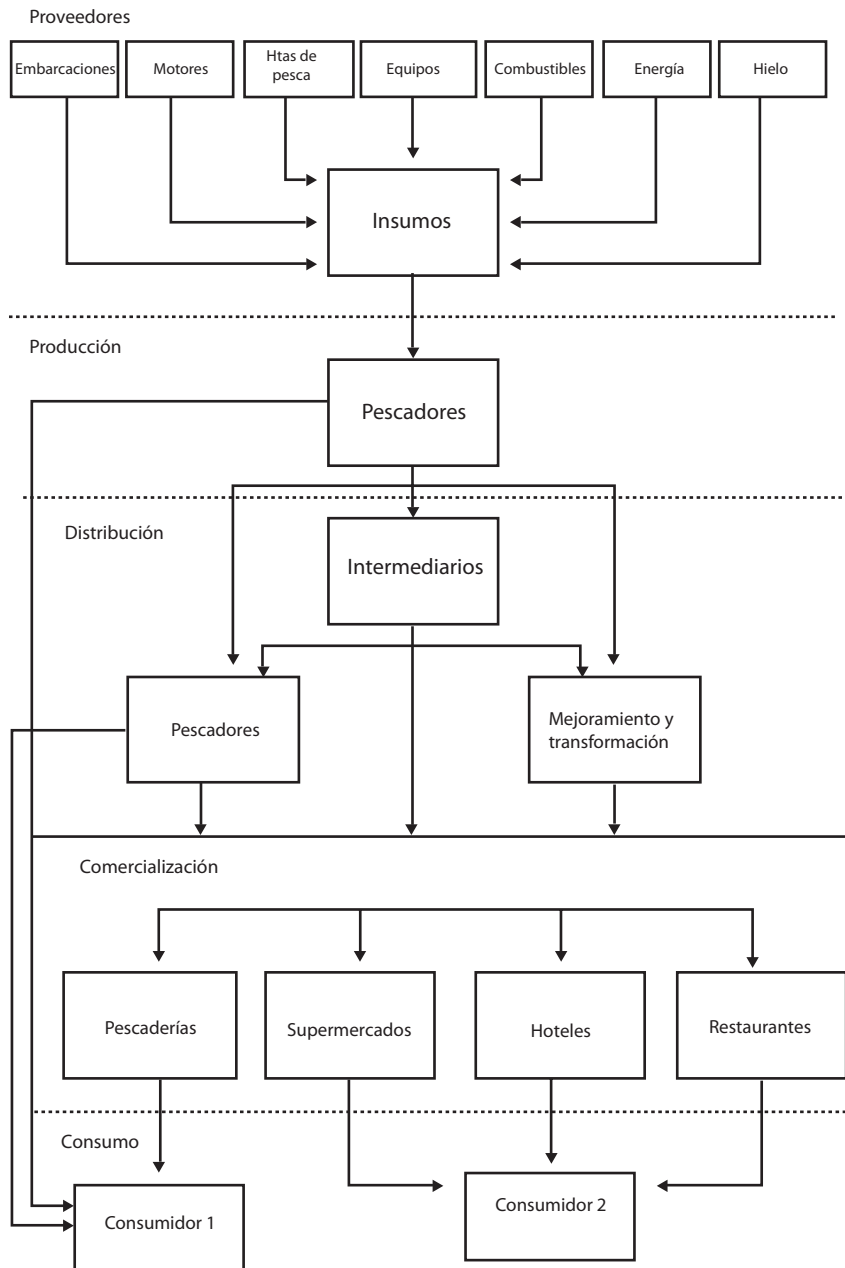 Proveedores
Embarcaciones
Motores
Htas de
pesca
Equipos
Combustibles
Energía
Hielo
Insumos
Producción
Pescadores
Distribución
Intermediarios
Pescadores
Mejoramiento y
transformación
Comercialización
Pescaderías
Supermercados
Hoteles
Restaurantes
Consumo
Consumidor 1
Consumidor 2